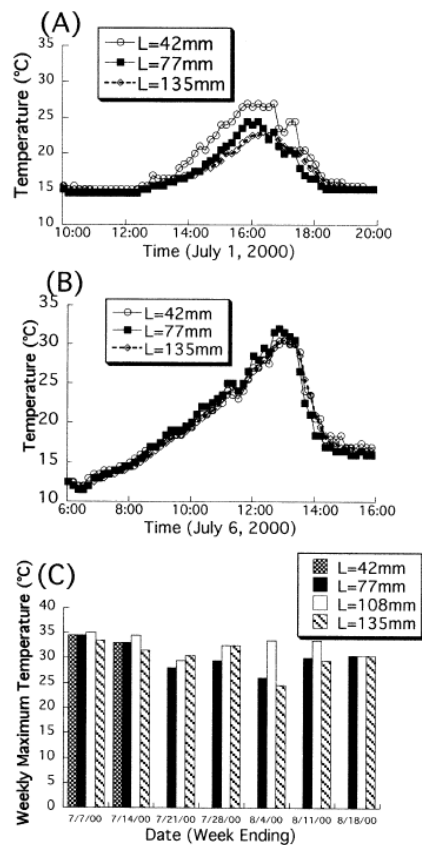 (A)
L=42mm
L=77mm
L=135mm
Temperature (°C)
35
30
25
20
15
10
10:00 12:00 14:00 16:00 18:00 20:00
Time (July 1, 2000)
(B)
L=42mm
L=77mm
L=135mm
Temperature (°C)
35
30
25
20
15
10
6:00 8:00 10:00 12:00 14:00 16:00
Time (July 6, 2000)
(C)
L=42mm
L=77mm
L=108mm
L=135mm
Weekly Maximum Temperature (°C)
45
40
35
30
25
20
15
10
5
0
7/7/00 7/14/00 7/21/00 7/28/00 8/4/00 8/11/00 8/18/00
Date (Week Ending)